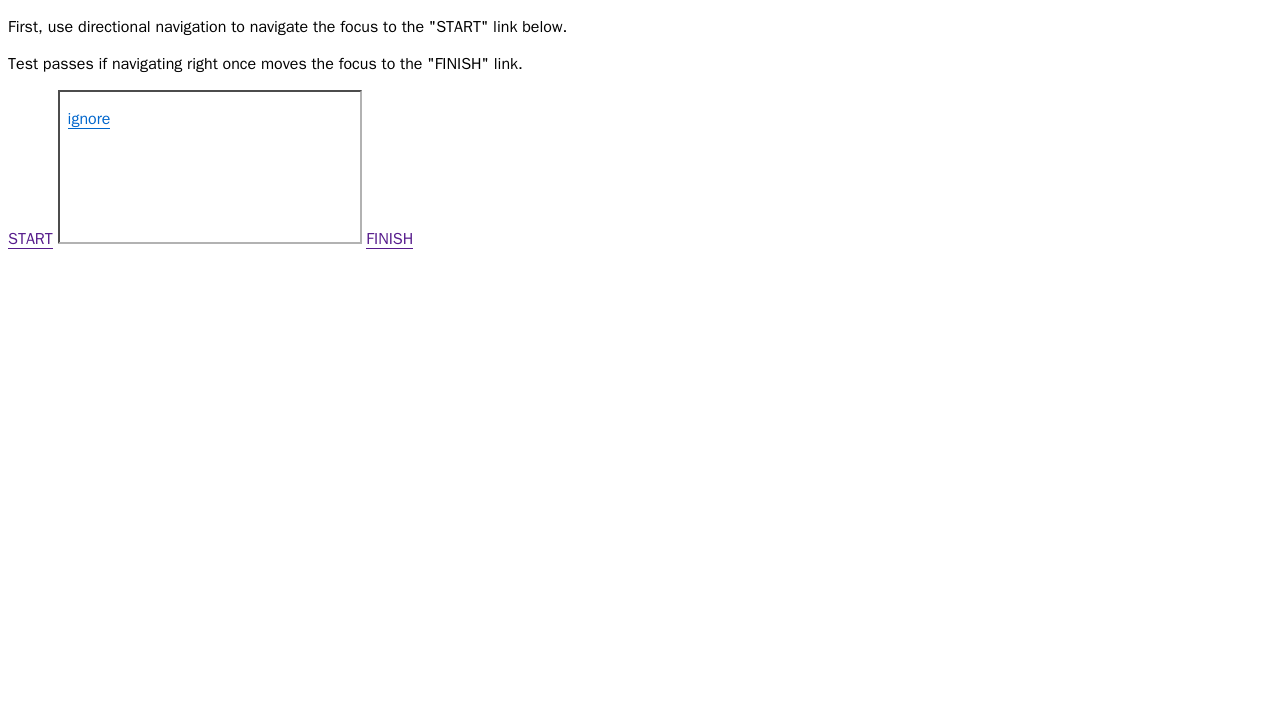 First, use directional navigation to navigate the focus to the "START" link below.
Test passes if navigating right once moves the focus to the "FINISH" link.
ignore
START FINISH